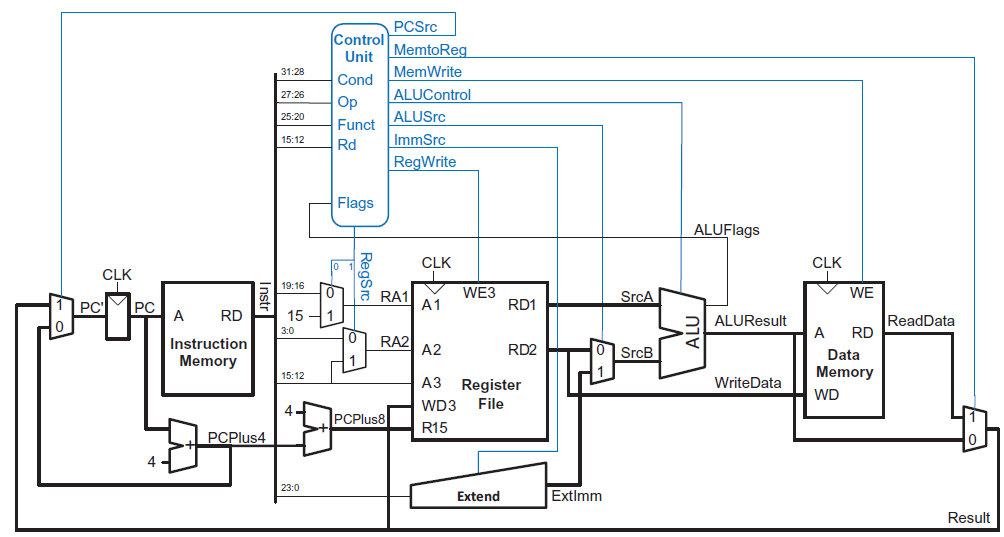 PCSrc
Control
Unit
MemtoReg
MemWrite
31:28
Cond
27:26
Op
ALUControl
25:20
Funct
ALUSrc
15:12
Rd
ImmSrc
RegWrite
Flags
ALUFlags
RegSrc
0 1
CLK
CLK
CLK
PC'
PC
1
0
A
RD
Instruction
Memory
Instr
19:16
0
15
1
RA1
3:0
0
1
RA2
15:12
A1
A2
A3
WD3
R15
WE3
RD1
RD2
Register
File
SrcA
0
1
SrcB
ALU
ALUResult
WriteData
WE
A
RD
Data
Memory
WD
ReadData
1
0
4
+
PCPlus4
4
+
PCPlus8
23:0
Extend
ExtImm
Result